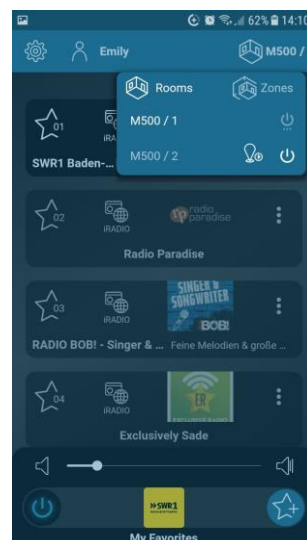 62% 14:10
Emily
M500 /
Rooms
Zones
M500 / 1
M500 / 2
01
SWR1 Baden-...
02
iRADIO
radio
paradise
Radio Paradise
03
iRADIO
SINGER &
SONGWRITER
BOB!
RADIO BOB! - Singer & ...
Feine Melodien & große ...
04
iRADIO
ER
EXCLUSIVELY RADIO
Exclusively Sade
SWR1
My Favorites